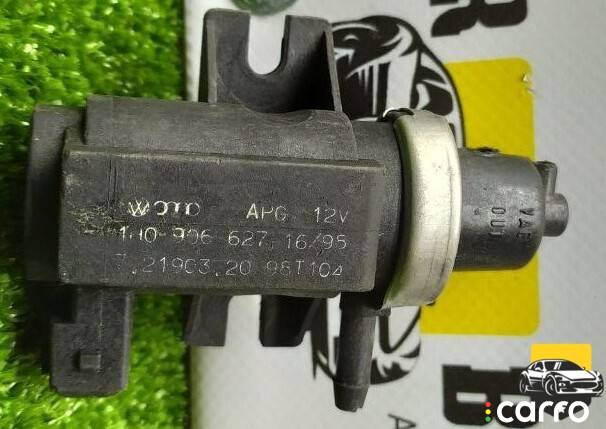 APG. 12V
1H0 906 627 16/95
7.21903.20 98T104
VAC
OUT
R
B
A
carro